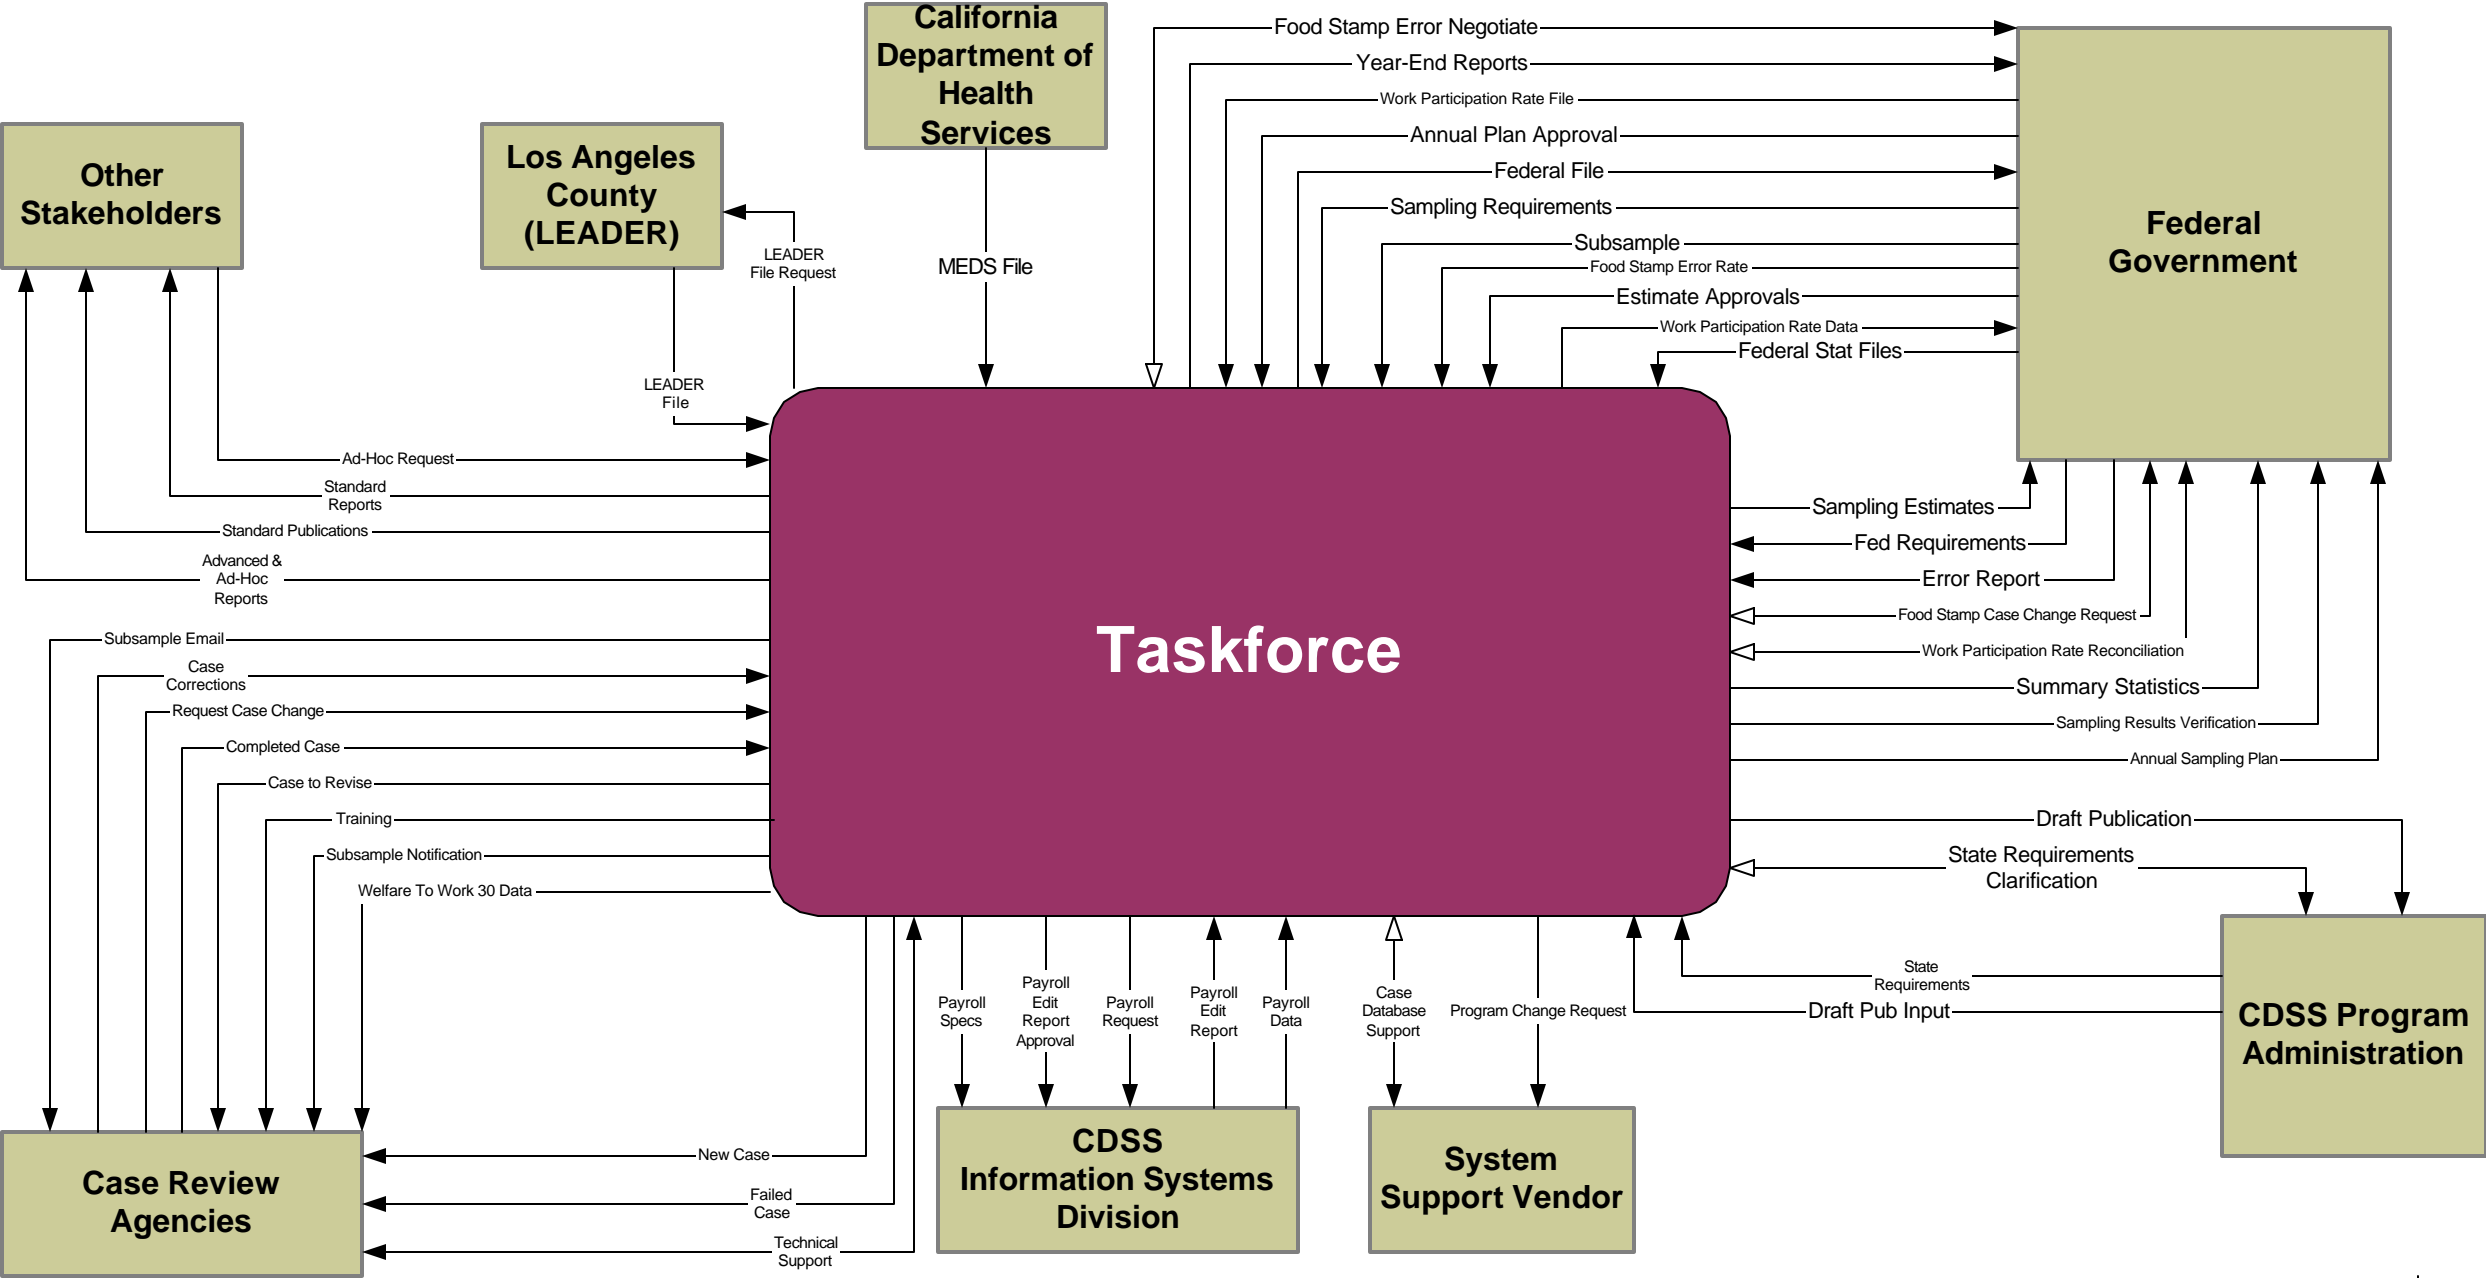 California
Department of
Health
Services
Food Stamp Error Negotiate
Year-End Reports
Work Participation Rate File
Annual Plan Approval
Federal File
Sampling Requirements
Subsample
Food Stamp Error Rate
Estimate Approvals
Work Participation Rate Data
Federal Stat Files
Federal
Government
Other
Stakeholders
Los Angeles
County
(LEADER)
LEADER
File Request
MEDS File
LEADER
File
Ad-Hoc Request
Standard
Reports
Standard Publications
Advanced &
Ad-Hoc
Reports
Subsample Email
Case
Corrections
Request Case Change
Completed Case
Case to Revise
Training
Subsample Notification
Welfare To Work 30 Data
Taskforce
Sampling Estimates
Fed Requirements
Error Report
Food Stamp Case Change Request
Work Participation Rate Reconciliation
Summary Statistics
Sampling Results Verification
Annual Sampling Plan
Draft Publication
State Requirements
Clarification
State
Requirements
Draft Pub Input
CDSS Program
Administration
Payroll
Specs
Payroll
Edit
Report
Approval
Payroll
Request
Payroll
Edit
Report
Payroll
Data
Case
Database
Support
Program Change Request
New Case
Failed
Case
Technical
Support
Case Review
Agencies
CDSS
Information Systems
Division
System
Support Vendor